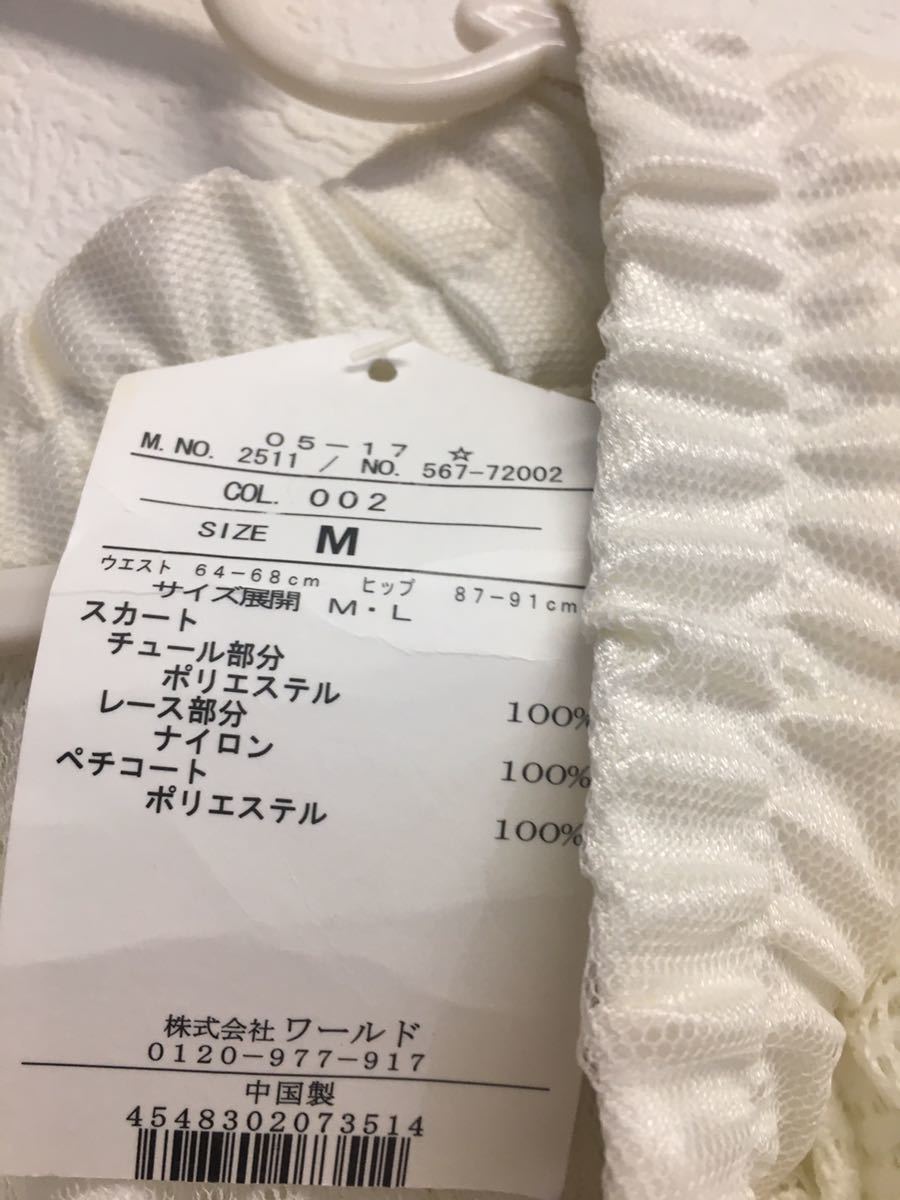 05-17 ☆
M. NO. 2511 / NO. 567-72002
COL. 002
SIZE M
ウエスト 64-68cm ヒップ 87-91cm
サイズ展開 M・L
スカート
チュール部分
ポリエステル 100%
レース部分
ナイロン 100%
ペチコート
ポリエステル 100%
株式会社 ワールド
0120-977-917
中国製
4548302073514